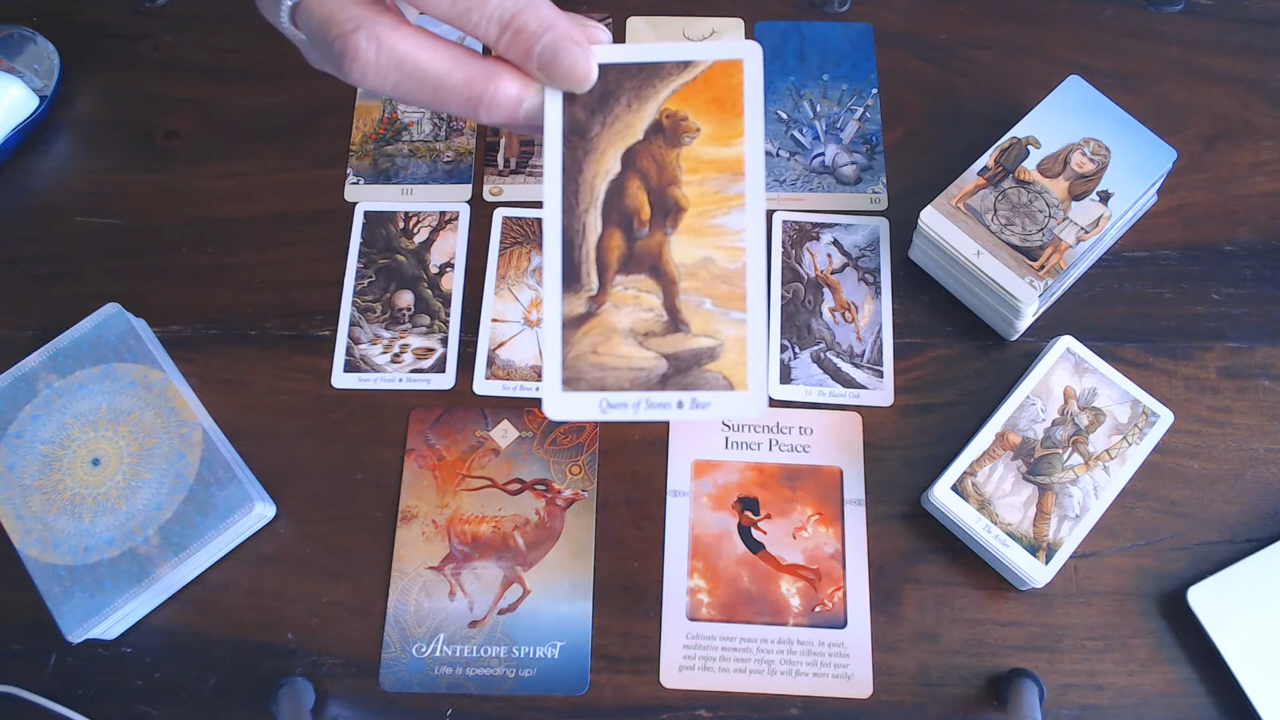 III
10
X
Seven of Vessels ♦ Mourning
Six of Bows ♦
Queen of Stones ♦ Bear
16 The Blasted Oak
7 The Archer
2
ANTELOPE SPIRIT
Life is speeding up!
Surrender to
Inner Peace
Cultivate inner peace on a daily basis, in quiet,
meditative moments, focus on the stillness within
and enjoy this inner refuge. Others will feel your
good vibes, too, and your life will flow more easily!